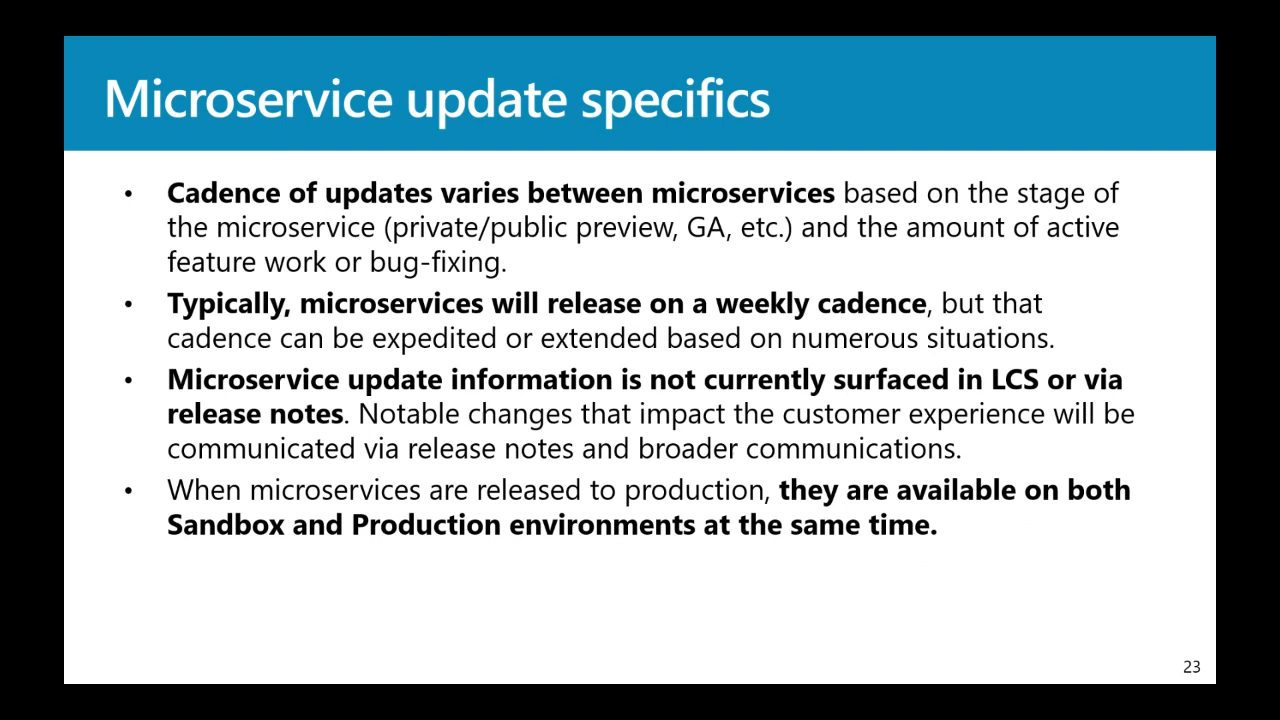 Microservice update specifics
• Cadence of updates varies between microservices based on the stage of
the microservice (private/public preview, GA, etc.) and the amount of active
feature work or bug-fixing.
• Typically, microservices will release on a weekly cadence, but that
cadence can be expedited or extended based on numerous situations.
• Microservice update information is not currently surfaced in LCS or via
release notes. Notable changes that impact the customer experience will be
communicated via release notes and broader communications.
• When microservices are released to production, they are available on both
Sandbox and Production environments at the same time.
23